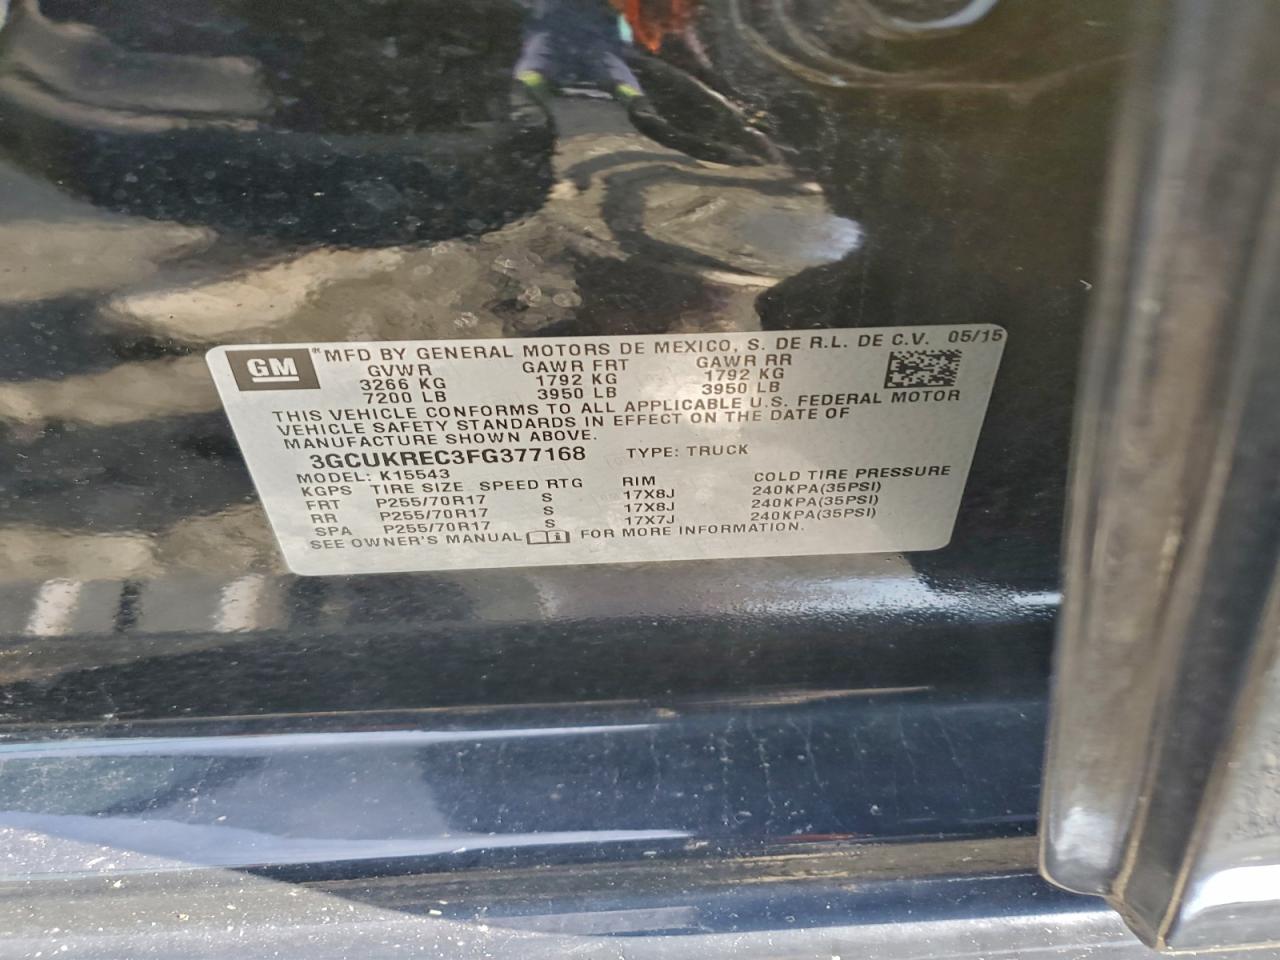 GM ® MFD BY GENERAL MOTORS DE MEXICO, S. DE R.L. DE C.V. 05/15
GVWR GAWR FRT GAWR RR
3266 KG 1792 KG 1792 KG
7200 LB 3950 LB 3950 LB
THIS VEHICLE CONFORMS TO ALL APPLICABLE U.S. FEDERAL MOTOR
VEHICLE SAFETY STANDARDS IN EFFECT ON THE DATE OF
MANUFACTURE SHOWN ABOVE.
3GCUKREC3FG377168 TYPE: TRUCK
MODEL: K15543
KGPS TIRE SIZE SPEED RTG RIM COLD TIRE PRESSURE
FRT P255/70R17 S 17X8J 240KPA(35PSI)
RR P255/70R17 S 17X8J 240KPA(35PSI)
SPA P255/70R17 S 17X7J 240KPA(35PSI)
SEE OWNER'S MANUAL FOR MORE INFORMATION.